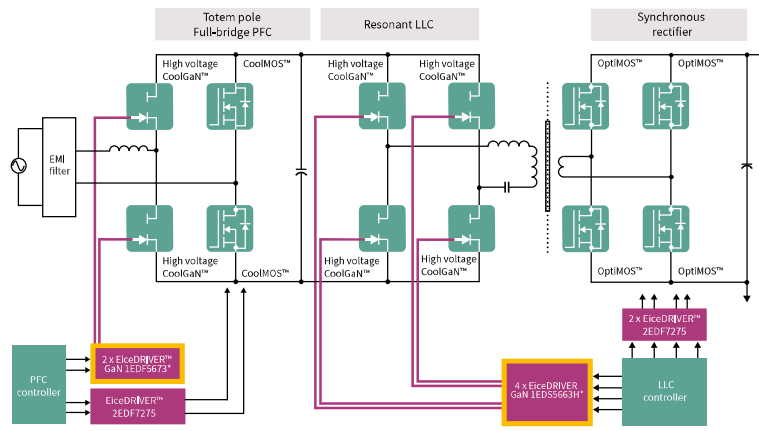 Totem pole
Full-bridge PFC
Resonant LLC
Synchronous
rectifier
High voltage
CoolGaN™
CoolMOS™
High voltage
CoolGaN™
High voltage
CoolGaN™
OptiMOS™
OptiMOS™
EMI
filter
High voltage
CoolGaN™
CoolMOS™
High voltage
CoolGaN™
High voltage
CoolGaN™
OptiMOS™
OptiMOS™
2 x EiceDRIVER™
2EDF7275
PFC
controller
2 x EiceDRIVER™
GaN 1EDF5673*
EiceDRIVER™
2EDF7275
4 x EiceDRIVER
GaN 1EDS5663H*
LLC
controller